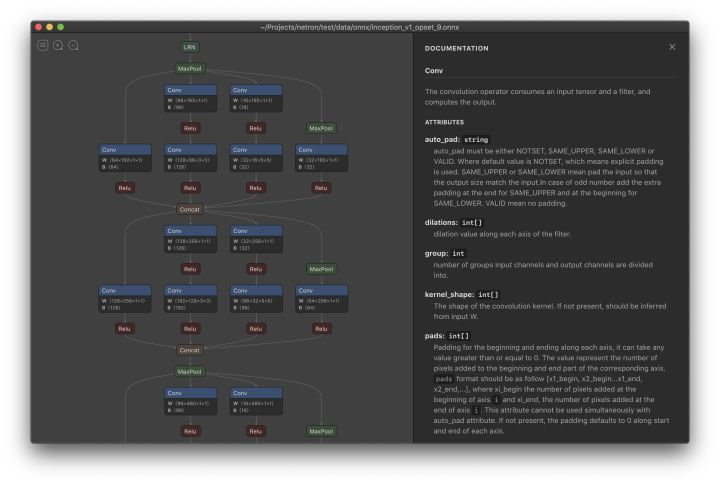 ~/Projects/netron/test/data/onnx/inception_v1_opset_9.onnx
LRN
MaxPool
Conv
W ⟨96×192×1×1⟩
B ⟨96⟩
Conv
W ⟨16×192×1×1⟩
B ⟨16⟩
Relu
Relu
MaxPool
Conv
W ⟨64×192×1×1⟩
B ⟨64⟩
Conv
W ⟨128×96×3×3⟩
B ⟨128⟩
Conv
W ⟨32×16×5×5⟩
B ⟨32⟩
Conv
W ⟨32×192×1×1⟩
B ⟨32⟩
Relu
Relu
Relu
Relu
Concat
Conv
W ⟨128×256×1×1⟩
B ⟨128⟩
Conv
W ⟨32×256×1×1⟩
B ⟨32⟩
Relu
Relu
MaxPool
Conv
W ⟨128×256×1×1⟩
B ⟨128⟩
Conv
W ⟨192×128×3×3⟩
B ⟨192⟩
Conv
W ⟨96×32×5×5⟩
B ⟨96⟩
Conv
W ⟨64×256×1×1⟩
B ⟨64⟩
Relu
Relu
Relu
Relu
Concat
MaxPool
Conv
W ⟨96×480×1×1⟩
B ⟨96⟩
Conv
W ⟨16×480×1×1⟩
B ⟨16⟩
Relu
Relu
MaxPool
DOCUMENTATION
Conv
The convolution operator consumes an input tensor and a filter, and
computes the output.
ATTRIBUTES
auto_pad: string
auto_pad must be either NOTSET, SAME_UPPER, SAME_LOWER or
VALID. Where default value is NOTSET, which means explicit padding
is used. SAME_UPPER or SAME_LOWER mean pad the input so that
the output size match the input.In case of odd number add the extra
padding at the end for SAME_UPPER and at the beginning for
SAME_LOWER. VALID mean no padding.
dilations: int[]
dilation value along each axis of the filter.
group: int
number of groups input channels and output channels are divided
into.
kernel_shape: int[]
The shape of the convolution kernel. If not present, should be inferred
from input W.
pads: int[]
Padding for the beginning and ending along each axis, it can take any
value greater than or equal to 0. The value represent the number of
pixels added to the beginning and end part of the corresponding axis.
pads format should be as follow [x1_begin, x2_begin...x1_end,
x2_end,...], where xi_begin the number of pixels added at the
beginning of axis i and xi_end, the number of pixels added at the
end of axis i. This attribute cannot be used simultaneously with
auto_pad attribute. If not present, the padding defaults to 0 along start
and end of each axis.